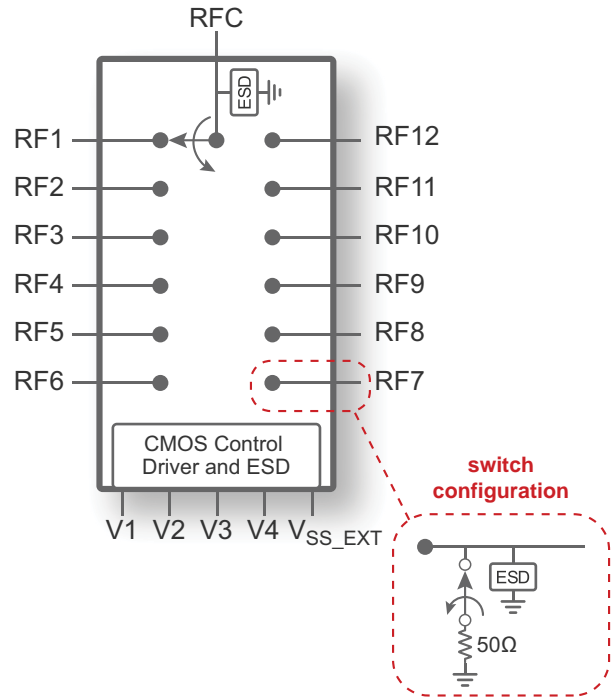 RFC
ESD
RF1
RF12
RF2
RF11
RF3
RF10
RF4
RF9
RF5
RF8
RF6
RF7
CMOS Control
Driver and ESD
V1 V2 V3 V4 VSS_EXT
switch
configuration
ESD
50Ω